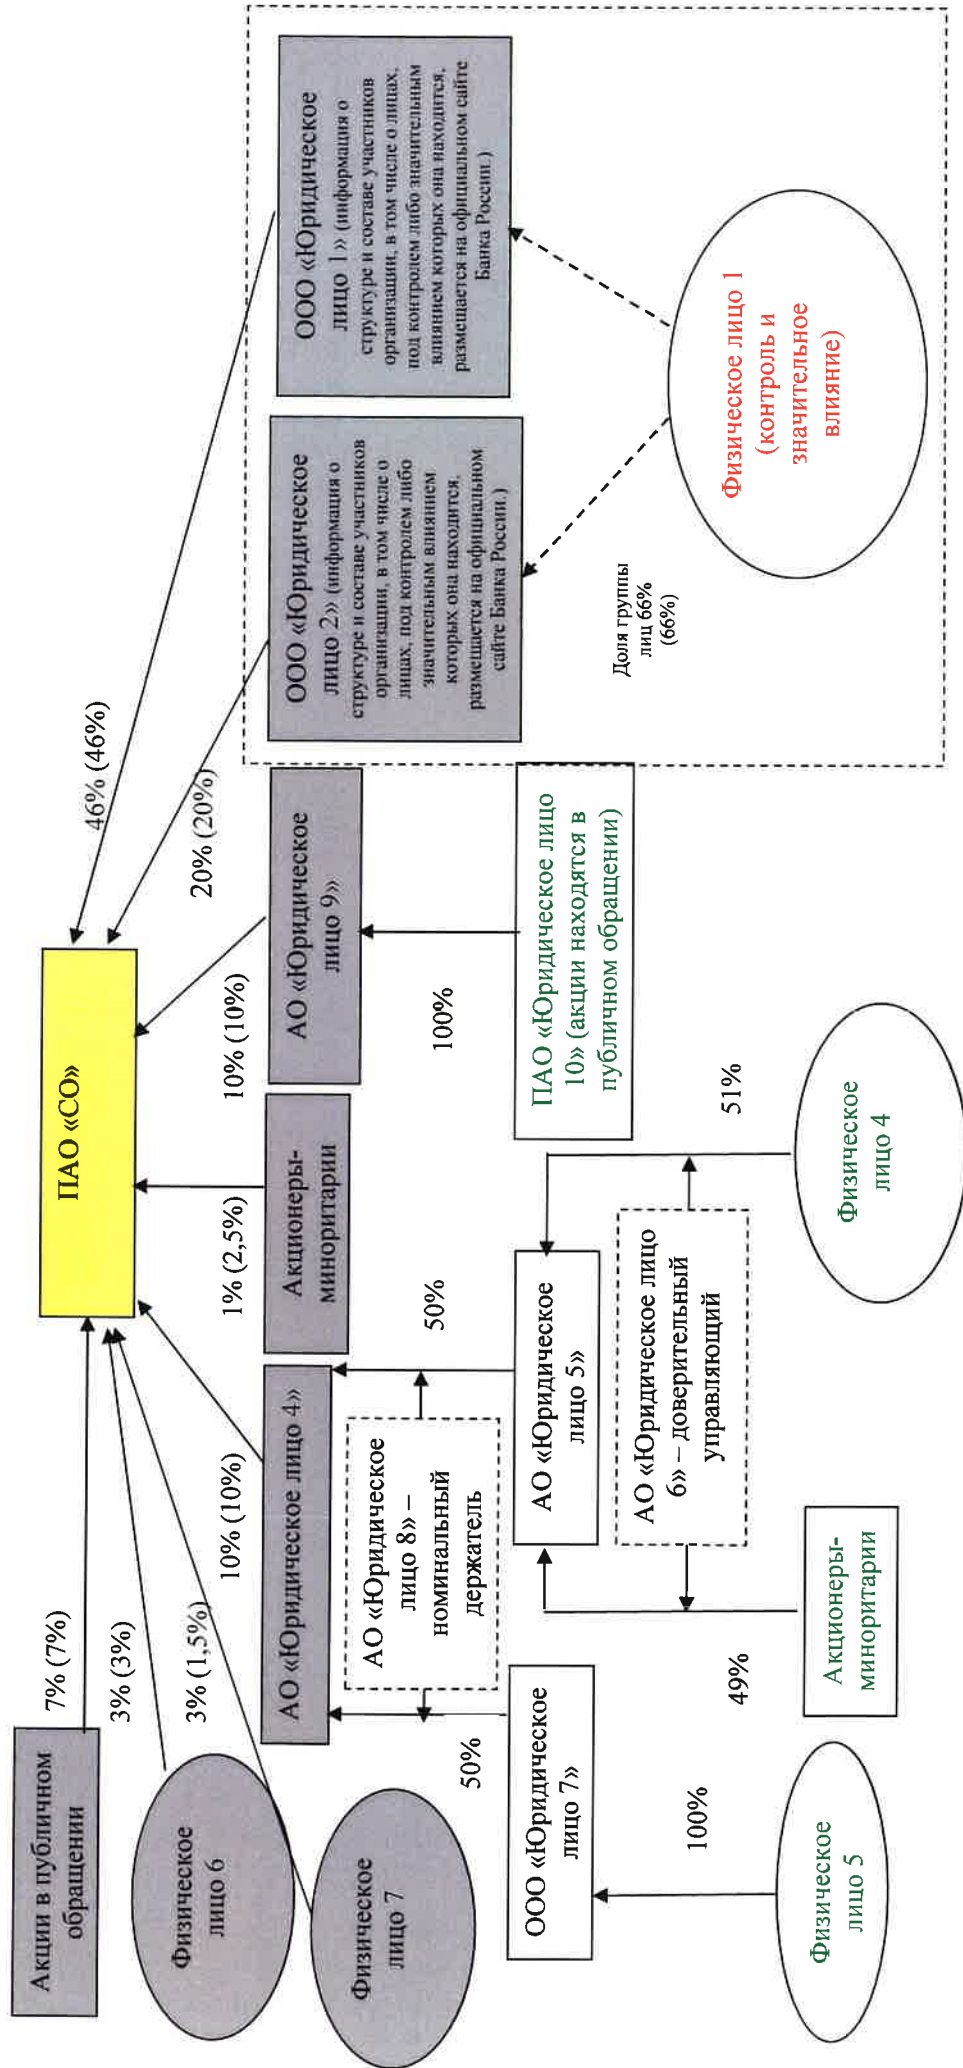 ПАО «СО»
Акции в публичном
обращении
7% (7%)
Физическое
лицо 6
3% (3%)
Физическое
лицо 7
3% (1,5%)
10% (10%)
1% (2,5%)
10% (10%)
20% (20%)
46% (46%)
АО «Юридическое лицо 4»
Акционеры-
миноритарии
АО «Юридическое
лицо 9»
ООО «Юридическое
лицо 2» (информация о
структуре и составе участников
организации, в том числе о
лицах, под контролем либо
значительным влиянием
которых она находится,
размещается на официальном
сайте Банка России.)
ООО «Юридическое
лицо 1» (информация о
структуре и составе участников
организации, в том числе о лицах,
под контролем либо значительным
влиянием которых она находится,
размещается на официальном сайте
Банка России.)
50%
АО «Юридическое
лицо 8» –
номинальный
держатель
50%
100%
ООО «Юридическое
лицо 7»
АО «Юридическое
лицо 5»
ПАО «Юридическое лицо
10» (акции находятся в
публичном обращении)
Доля группы
лиц 66%
(66%)
100%
49%
АО «Юридическое лицо
6» – доверительный
управляющий
51%
Физическое
лицо 5
Акционеры-
миноритарии
Физическое
лицо 4
Физическое лицо 1
(контроль и
значительное
влияние)